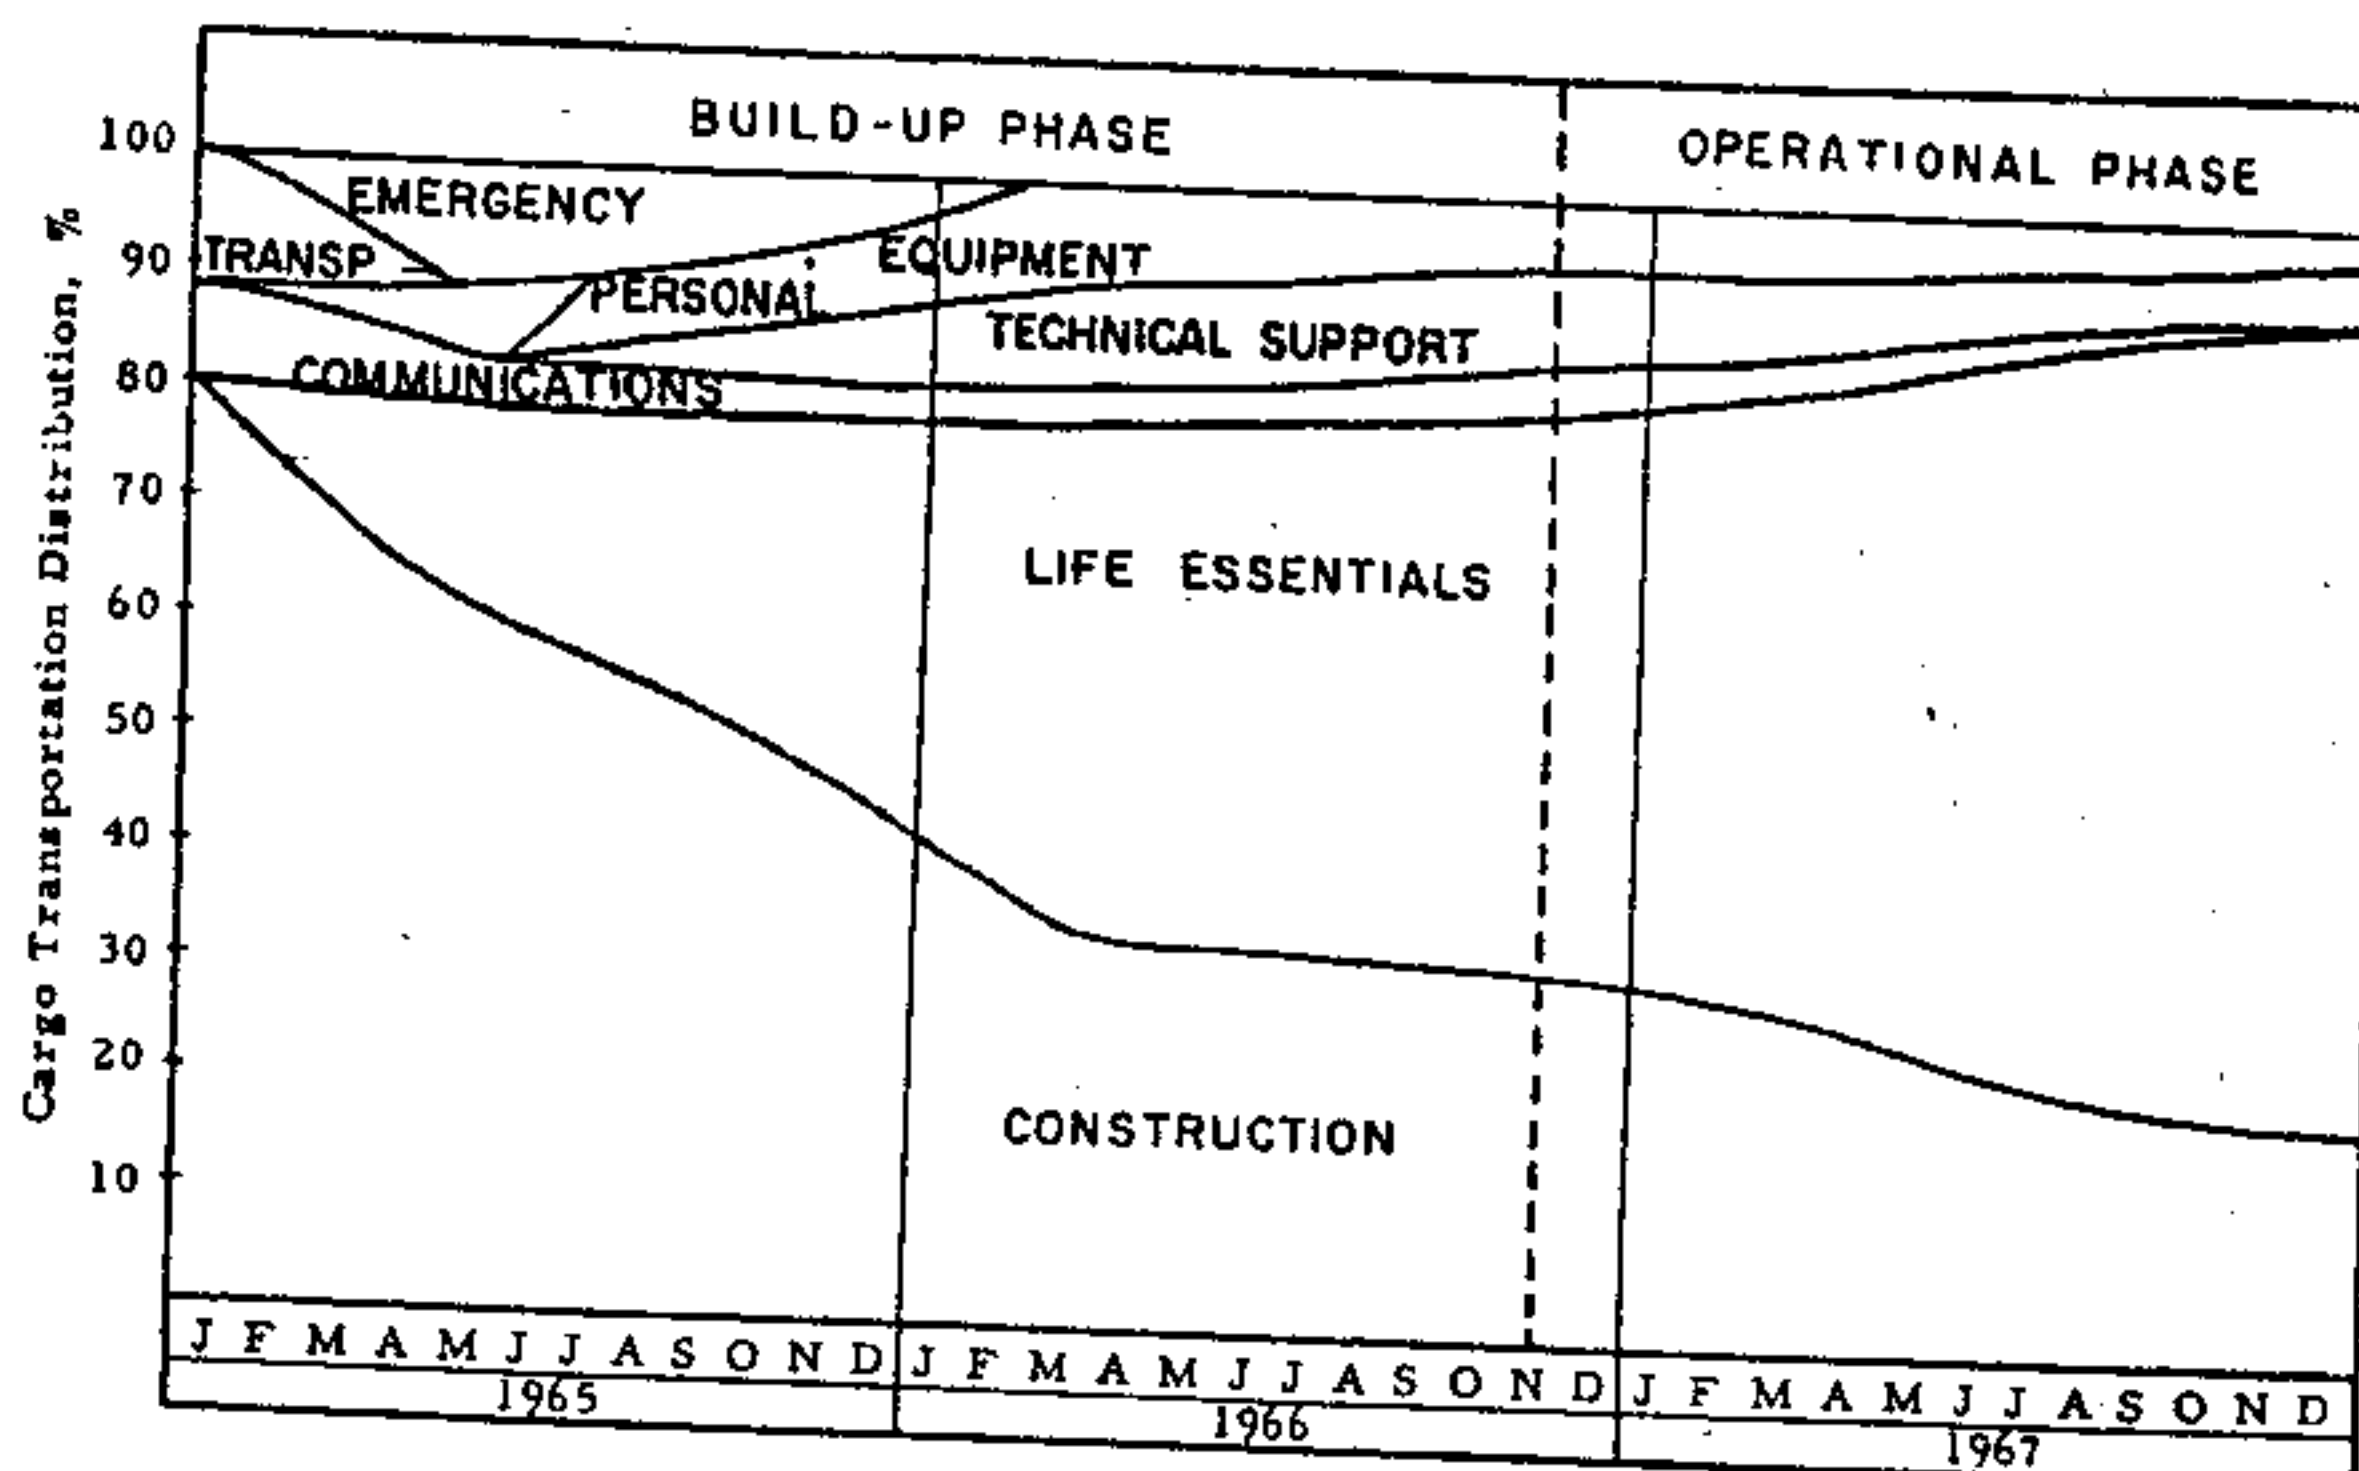 BUILD-UP PHASE
OPERATIONAL PHASE
Cargo Transportation Distribution, %
100
90
80
70
60
50
40
30
20
10
EMERGENCY
TRANSP
EQUIPMENT
PERSONAL
TECHNICAL SUPPORT
COMMUNICATIONS
LIFE ESSENTIALS
CONSTRUCTION
J F M A M J J A S O N D J F M A M J J A S O N D J F M A M J J A S O N D
1965 1966 1967